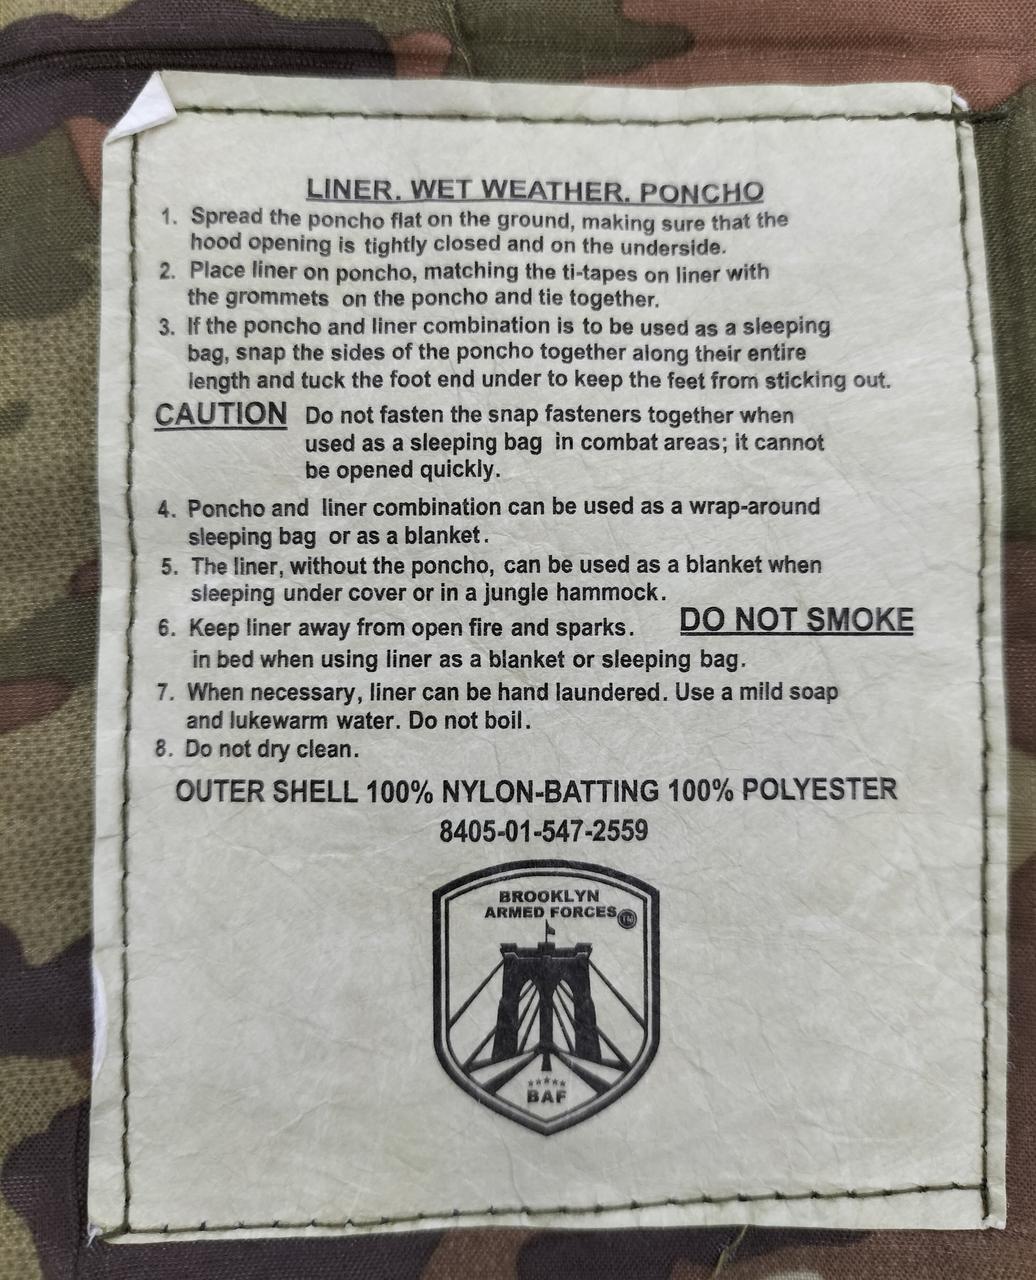 LINER. WET WEATHER. PONCHO
1. Spread the poncho flat on the ground, making sure that the
hood opening is tightly closed and on the underside.
2. Place liner on poncho, matching the ti-tapes on liner with
the grommets on the poncho and tie together.
3. If the poncho and liner combination is to be used as a sleeping
bag, snap the sides of the poncho together along their entire
length and tuck the foot end under to keep the feet from sticking out.
CAUTION Do not fasten the snap fasteners together when
used as a sleeping bag in combat areas; it cannot
be opened quickly.
4. Poncho and liner combination can be used as a wrap-around
sleeping bag or as a blanket.
5. The liner, without the poncho, can be used as a blanket when
sleeping under cover or in a jungle hammock.
6. Keep liner away from open fire and sparks. DO NOT SMOKE
in bed when using liner as a blanket or sleeping bag.
7. When necessary, liner can be hand laundered. Use a mild soap
and lukewarm water. Do not boil.
8. Do not dry clean.
OUTER SHELL 100% NYLON-BATTING 100% POLYESTER
8405-01-547-2559
BROOKLYN
ARMED FORCES TM
BAF